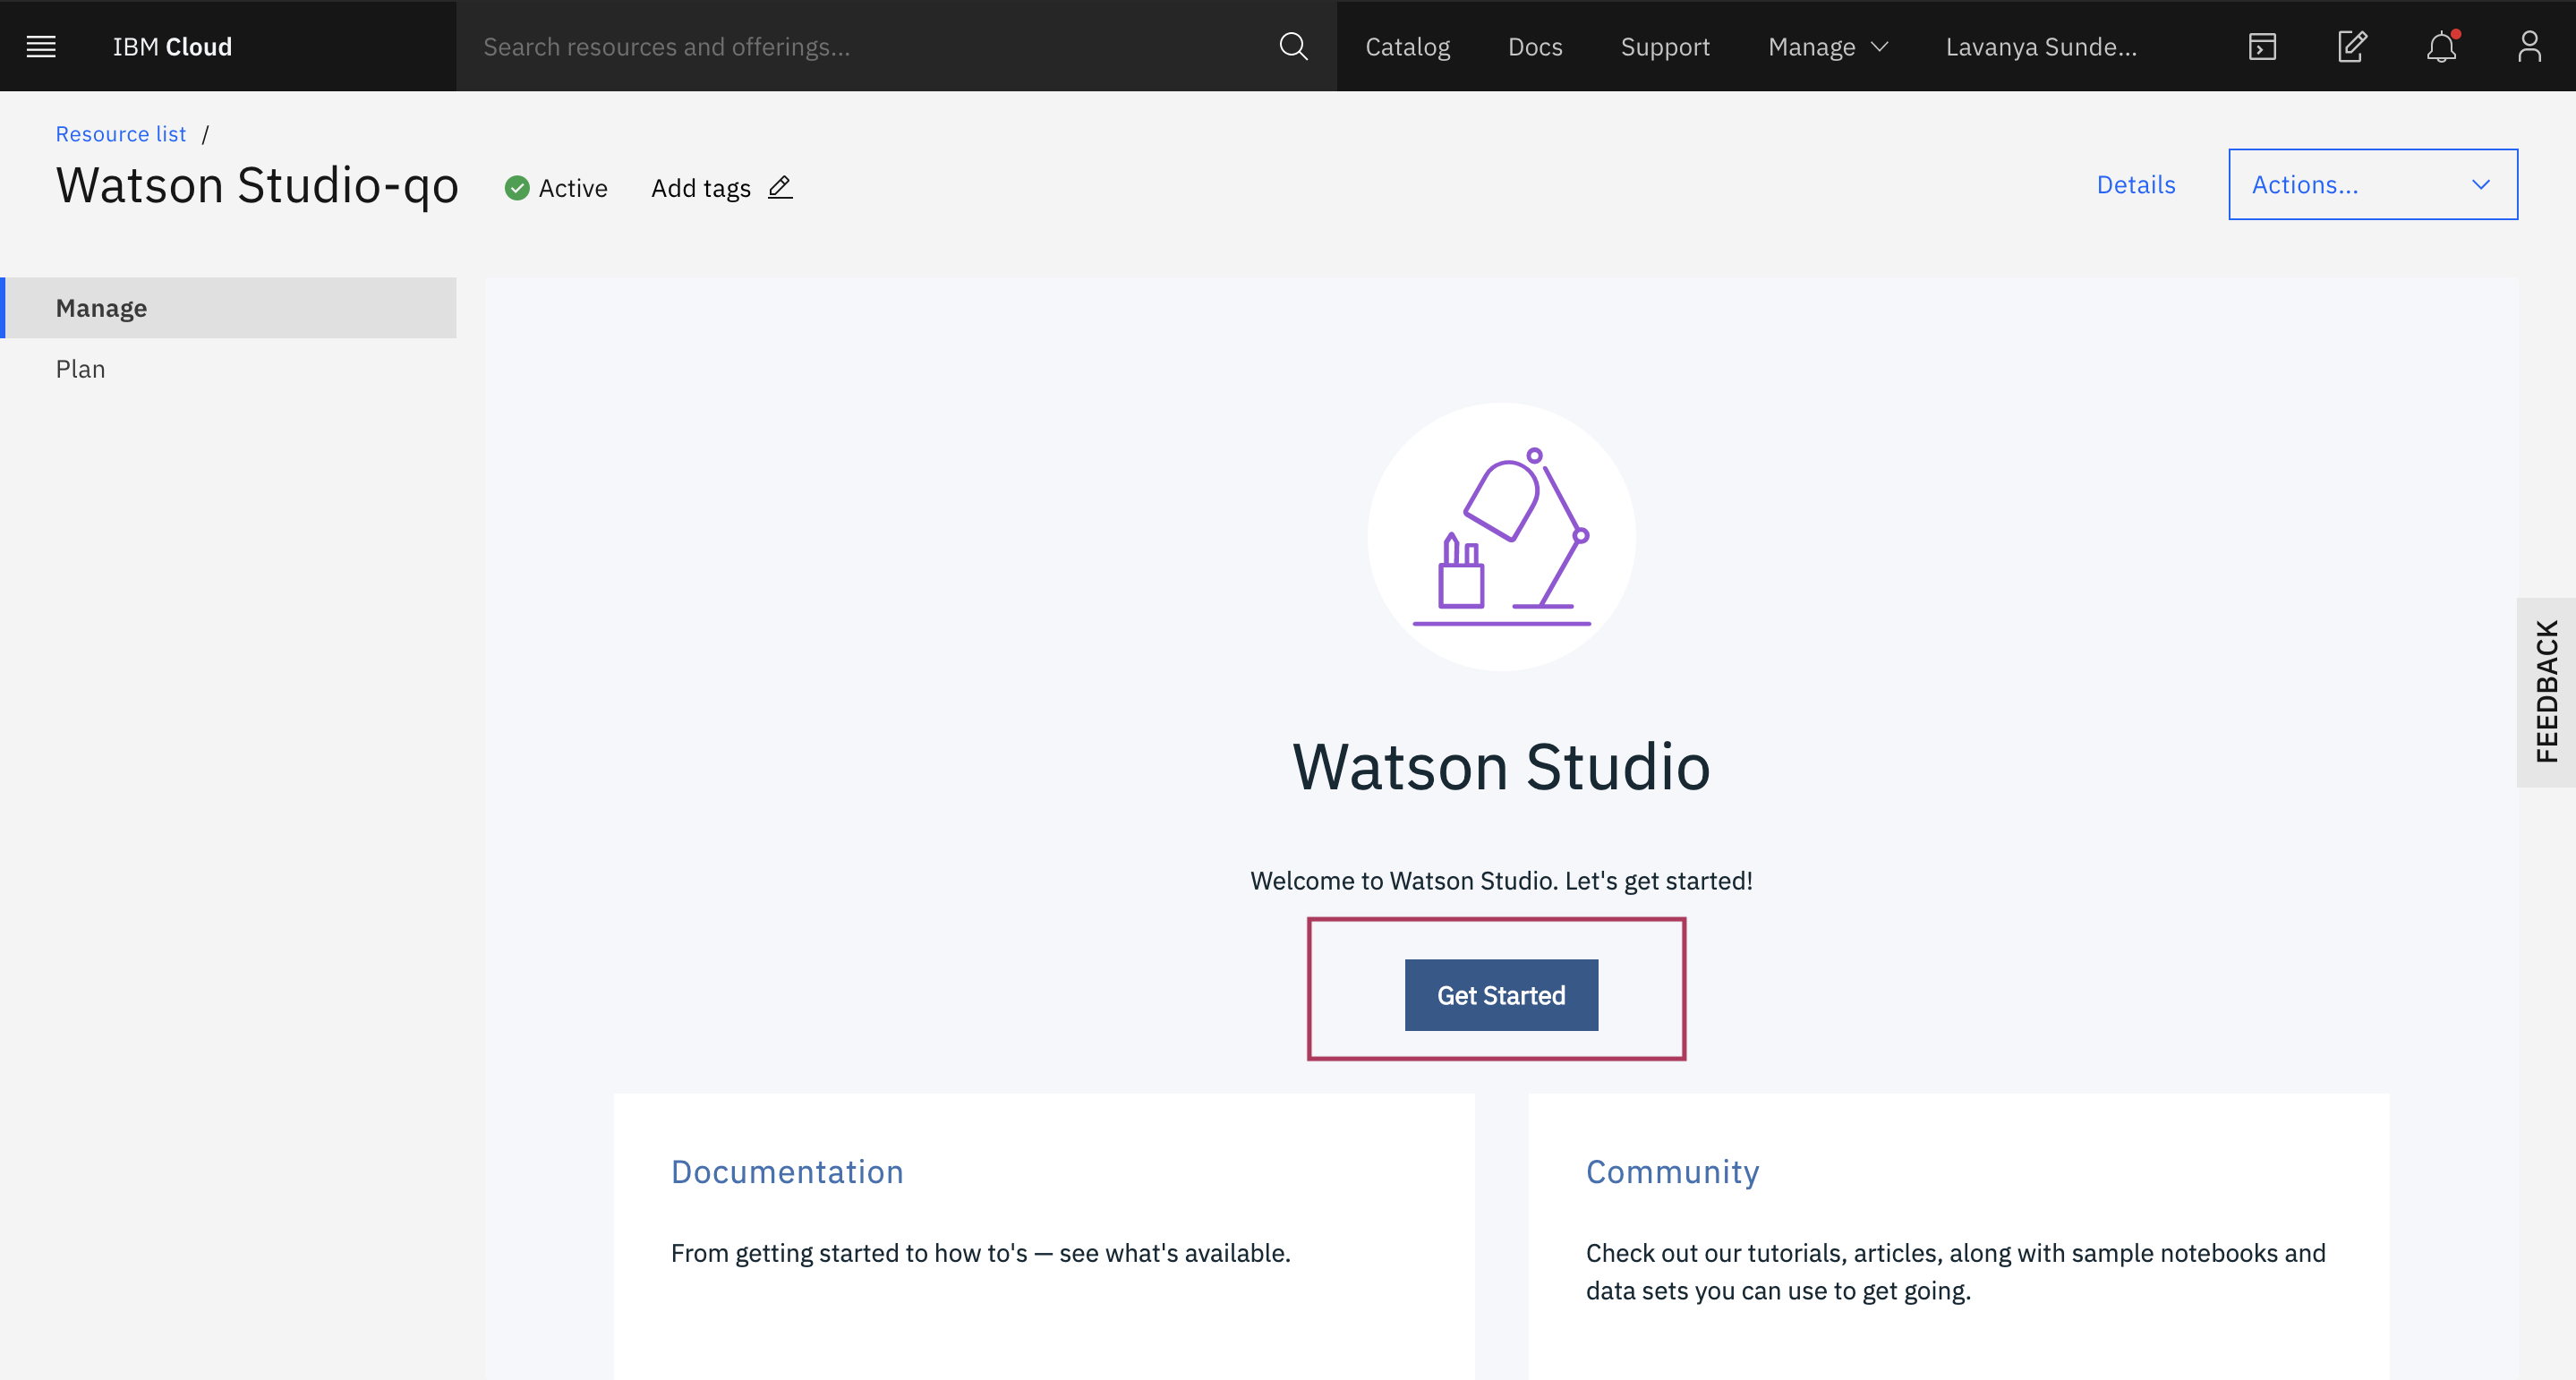 IBM Cloud
Search resources and offerings...
Catalog
Docs
Support
Manage
Lavanya Sunde...
Resource list /
Watson Studio-qo
Active
Add tags
Details
Actions...
Manage
Plan
FEEDBACK
Watson Studio
Welcome to Watson Studio. Let's get started!
Get Started
Documentation
From getting started to how to's — see what's available.
Community
Check out our tutorials, articles, along with sample notebooks and
data sets you can use to get going.